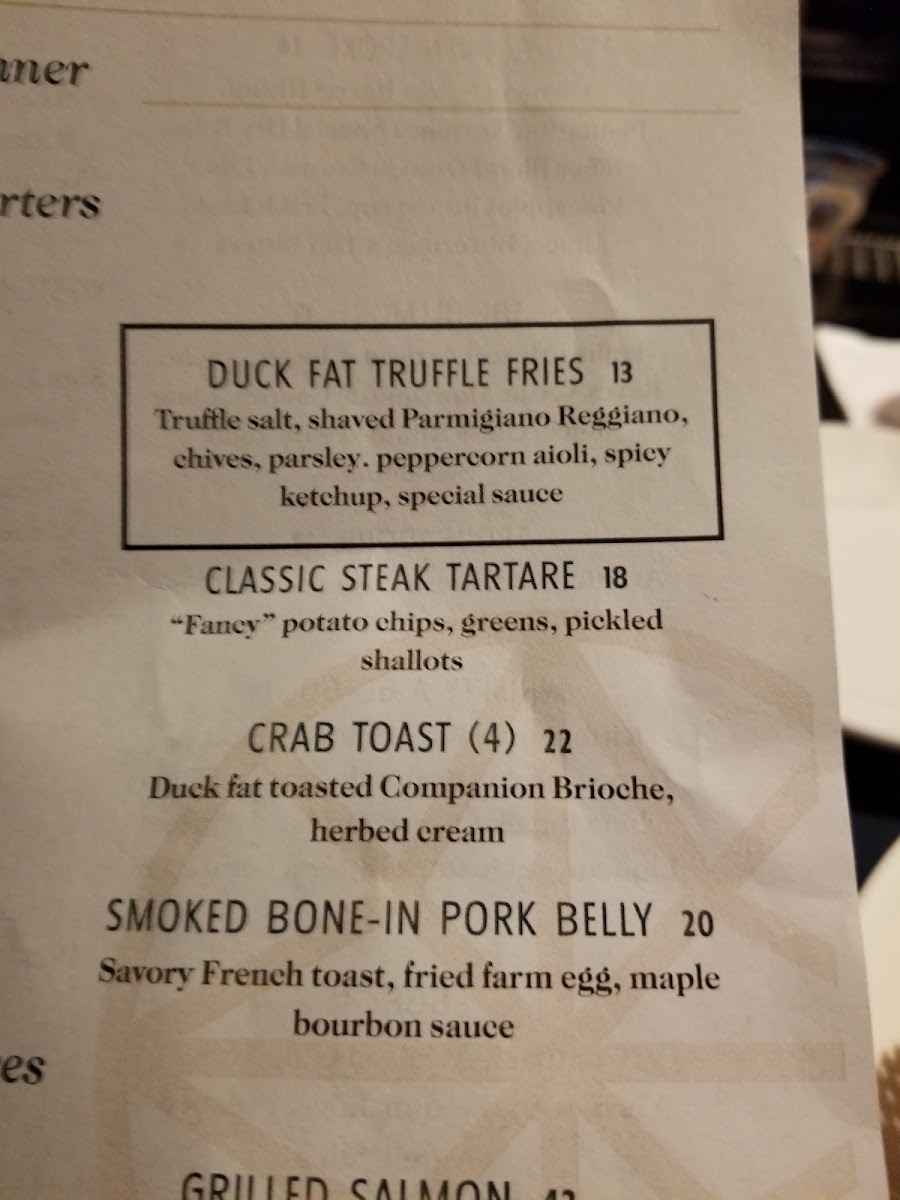 nner
rters
DUCK FAT TRUFFLE FRIES 13
Truffle salt, shaved Parmigiano Reggiano,
chives, parsley. peppercorn aioli, spicy
ketchup, special sauce
CLASSIC STEAK TARTARE 18
“Fancy” potato chips, greens, pickled
shallots
CRAB TOAST (4) 22
Duck fat toasted Companion Brioche,
herbed cream
SMOKED BONE-IN PORK BELLY 20
Savory French toast, fried farm egg, maple
bourbon sauce
es
GRILLED SALMON